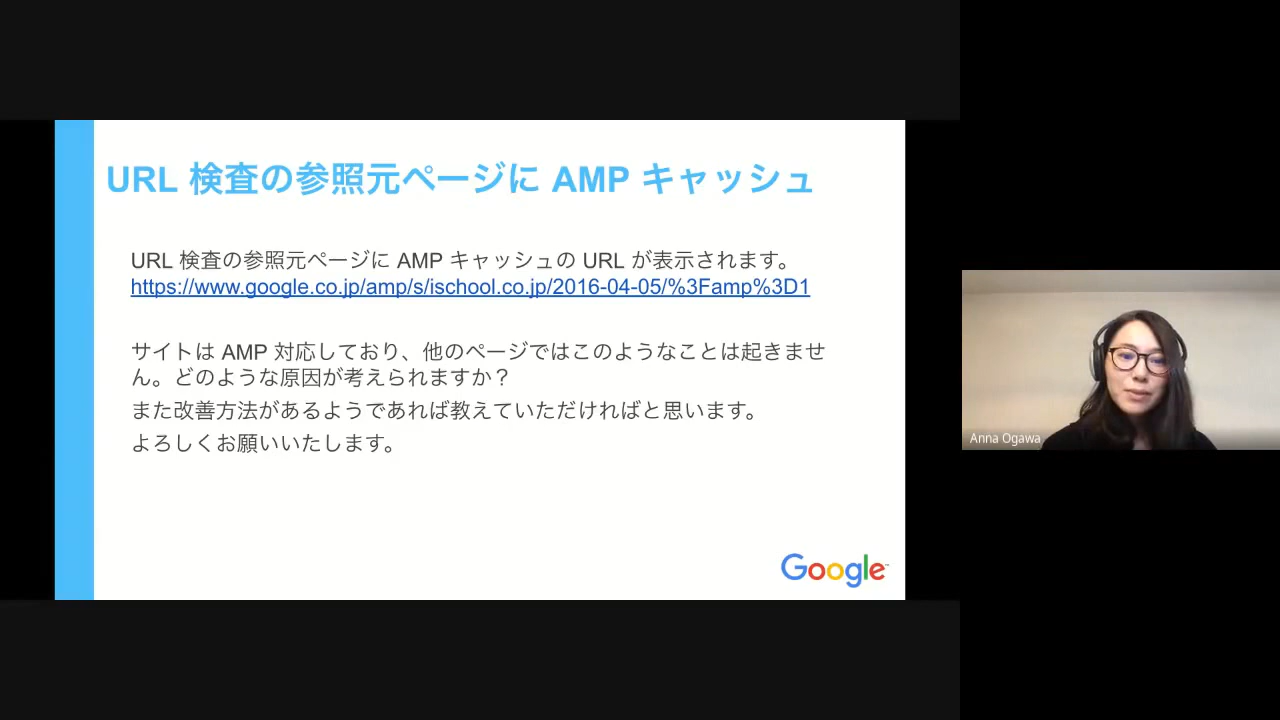 URL 検査の参照元ページに AMP キャッシュ
URL 検査の参照元ページに AMP キャッシュの URL が表示されます。
https://www.google.co.jp/amp/s/ischool.co.jp/2016-04-05/%3Famp%3D1
サイトは AMP 対応しており、他のページではこのようなことは起きませ
ん。どのような原因が考えられますか？
また改善方法があるようであれば教えていただければと思います。
よろしくお願いいたします。
Google
Anna Ogawa